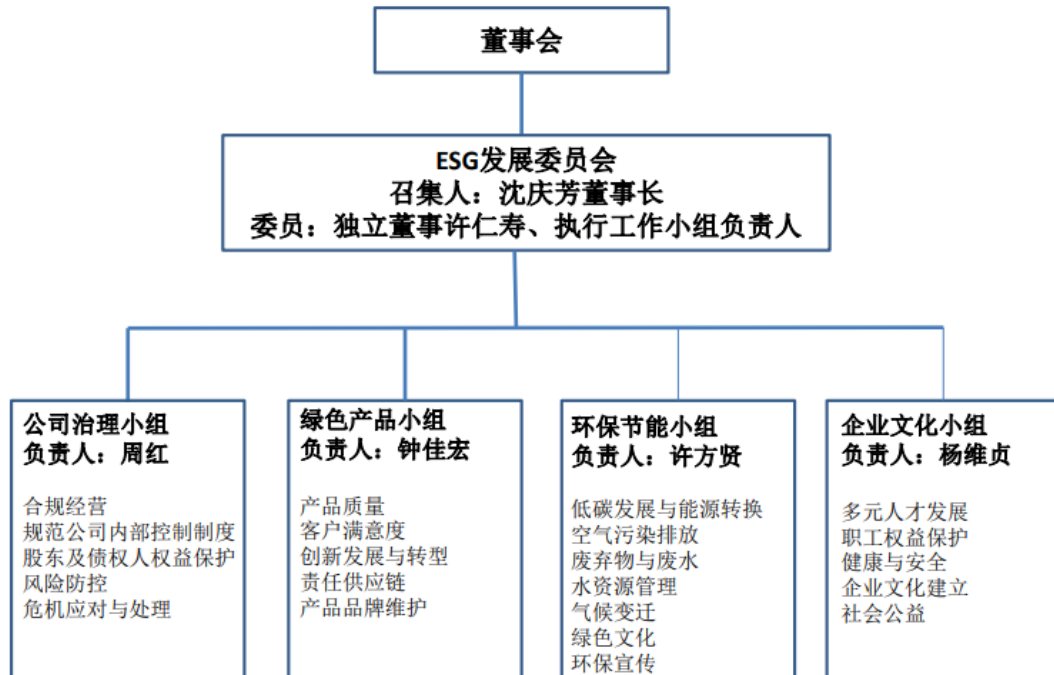 董事会
ESG发展委员会
召集人：沈庆芳董事长
委员：独立董事许仁寿、执行工作小组负责人
公司治理小组
负责人：周红
合规经营
规范公司内部控制制度
股东及债权人权益保护
风险防控
危机应对与处理
绿色产品小组
负责人：钟佳宏
产品质量
客户满意度
创新发展与转型
责任供应链
产品品牌维护
环保节能小组
负责人：许方贤
低碳发展与能源转换
空气污染排放
废弃物与废水
水资源管理
气候变迁
绿色文化
环保宣传
企业文化小组
负责人：杨维贞
多元人才发展
职工权益保护
健康与安全
企业文化建立
社会公益